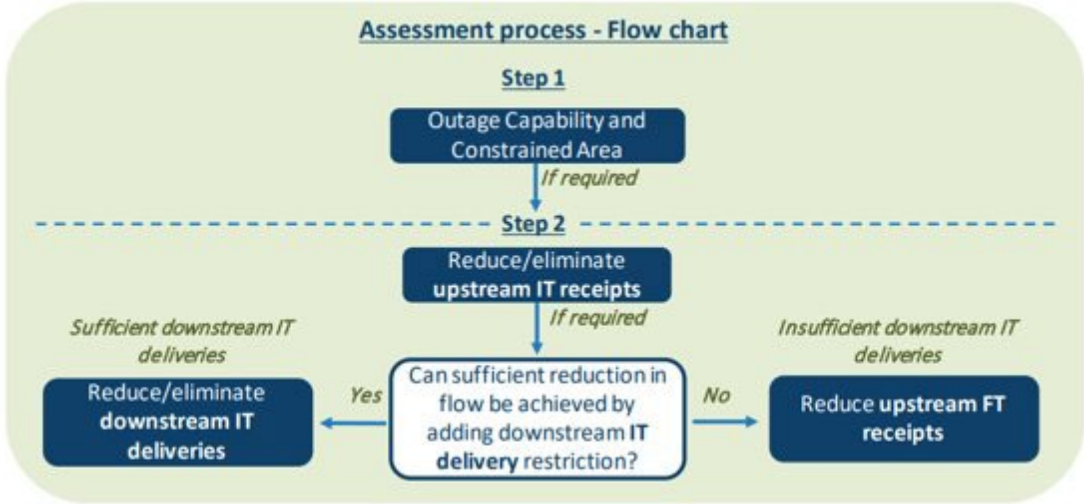 Assessment process - Flow chart
Step 1
Outage Capability and
Constrained Area
If required
Step 2
Reduce/eliminate
upstream IT receipts
If required
Sufficient downstream IT
deliveries
Insufficient downstream IT
deliveries
Reduce/eliminate
downstream IT
deliveries
Yes
Can sufficient reduction in
flow be achieved by
adding downstream IT
delivery restriction?
No
Reduce upstream FT
receipts